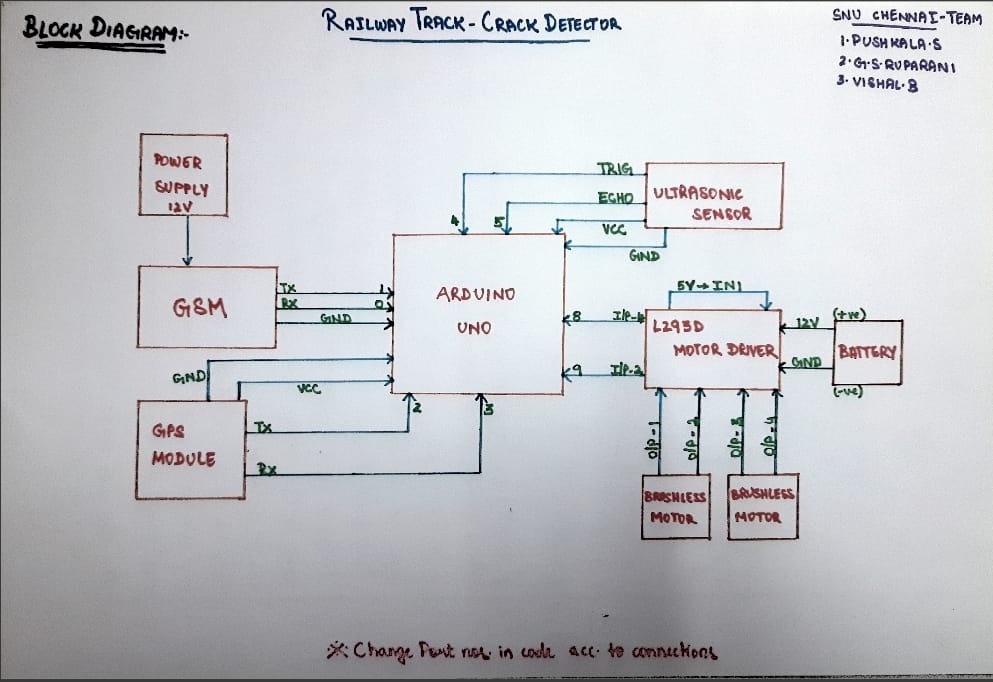 BLOCK DIAGRAM:-
RAILWAY TRACK - CRACK DETECTOR
SNU CHENNAI-TEAM
1. PUSHKALA.S
2. G.S.RUPARANI
3. VISHAL.B
POWER
SUPPLY
12V
GSM
Tx
1
Rx
0
GND
GND
VCC
GPS
MODULE
Tx
2
Rx
3
ARDUINO
UNO
4
5
TRIG
ECHO
VCC
GND
ULTRASONIC
SENSOR
8
I/P-1
9
I/P-2
5V→IN1
L293D
MOTOR DRIVER
12V
(+ve)
GND
(-ve)
BATTERY
O/P-1
O/P-2
O/P-3
O/P-4
BRUSHLESS
MOTOR
BRUSHLESS
MOTOR
※: Change Port nos. in code acc. to connections